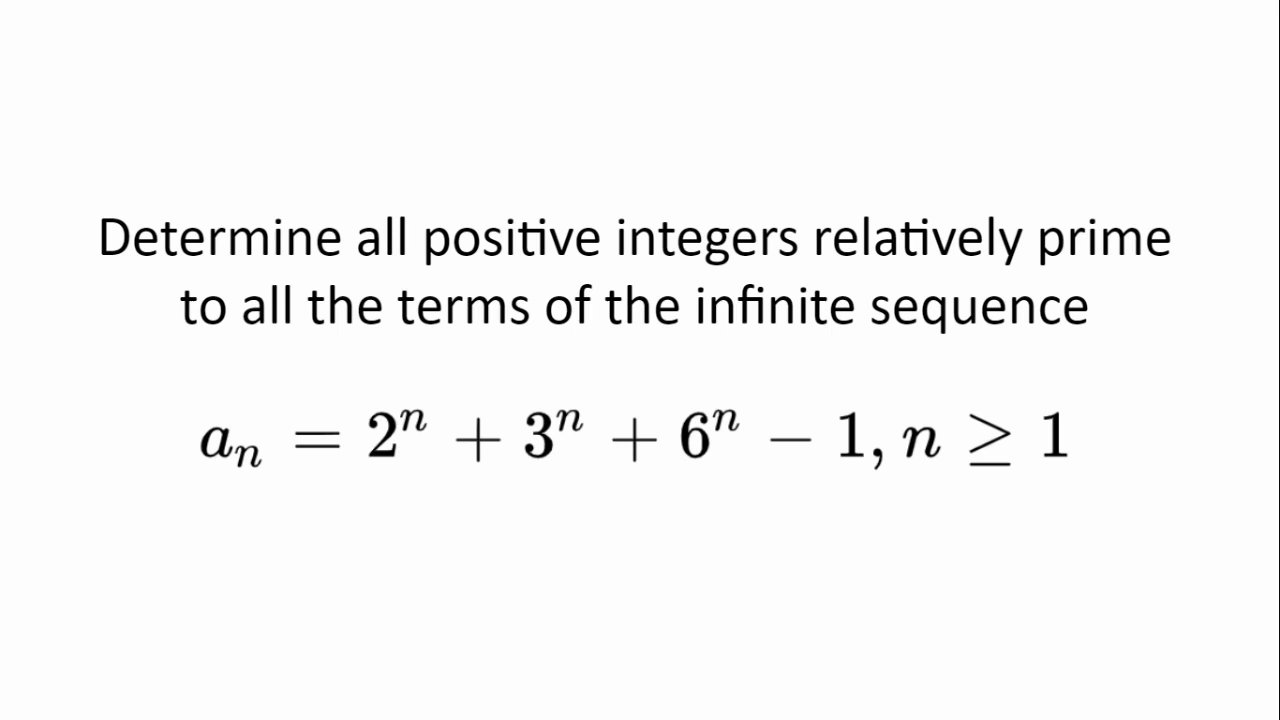 Determine all positive integers relatively prime
to all the terms of the infinite sequence
aₙ = 2ⁿ + 3ⁿ + 6ⁿ − 1, n ≥ 1